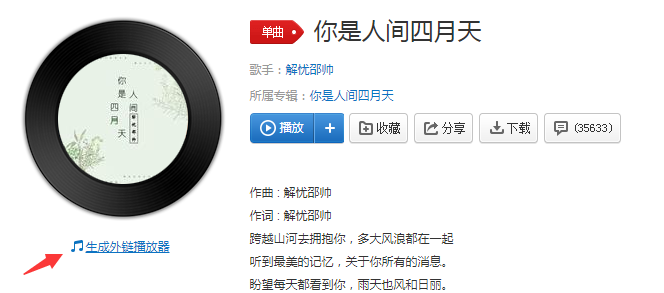 单曲
你是人间四月天
歌手：解忧邵帅
所属专辑：你是人间四月天
播放
+
收藏
分享
下载
(35633)
你是
人间
四月天
解忧邵帅
生成外链播放器
作曲 : 解忧邵帅
作词 : 解忧邵帅
跨越山河去拥抱你，多大风浪都在一起
听到最美的记忆，关于你所有的消息。
盼望每天都看到你，雨天也风和日丽。